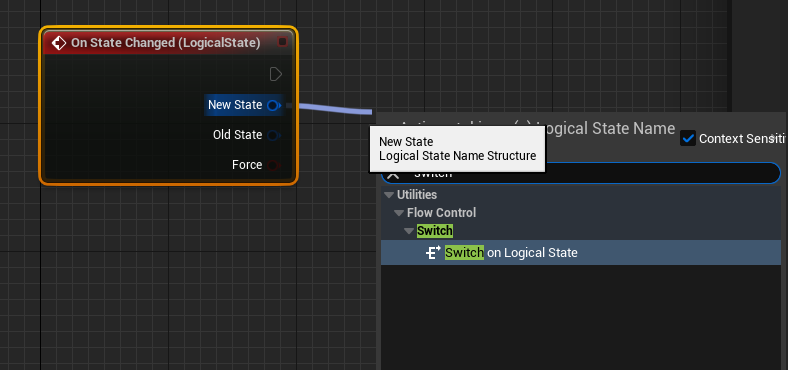 On State Changed (LogicalState)
New State
Old State
Force
Logical State Name
Context Sensiti
New State
Logical State Name Structure
switch
Utilities
Flow Control
Switch
Switch on Logical State